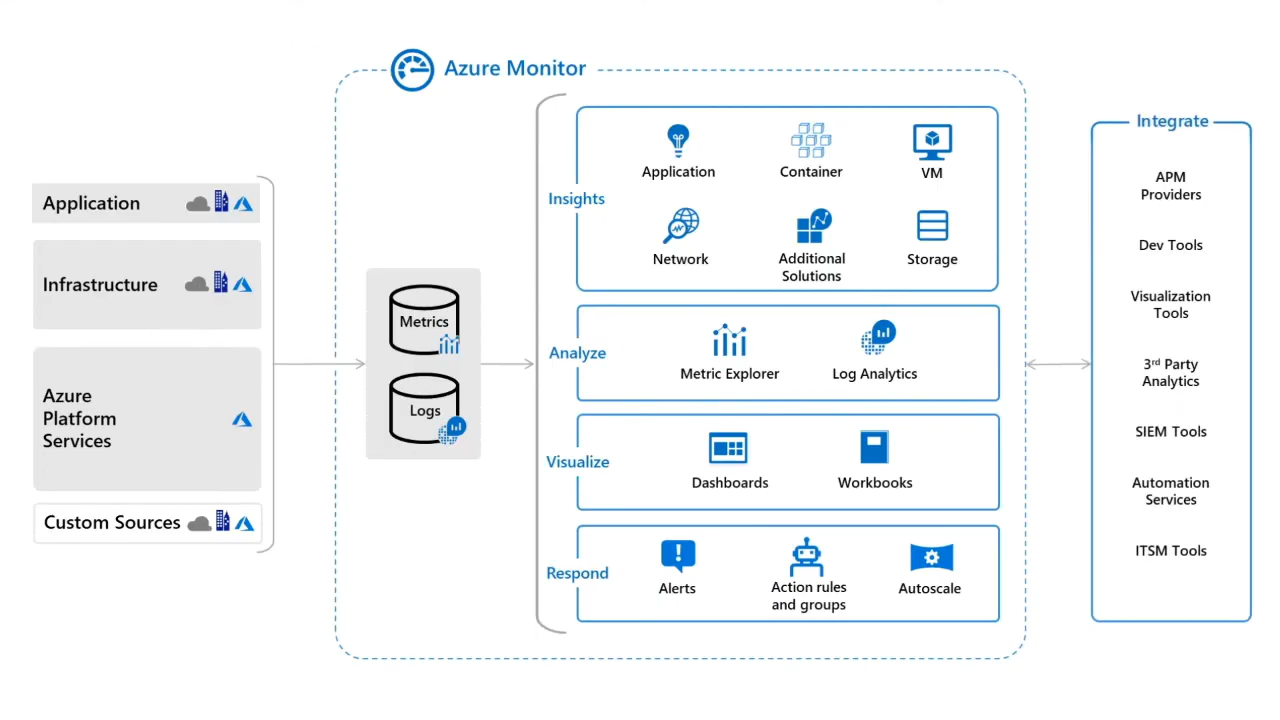 Azure Monitor
Application
Infrastructure
Azure
Platform
Services
Custom Sources
Metrics
Logs
Insights
Application
Container
VM
Network
Additional
Solutions
Storage
Analyze
Metric Explorer
Log Analytics
Visualize
Dashboards
Workbooks
Respond
Alerts
Action rules
and groups
Autoscale
Integrate
APM
Providers
Dev Tools
Visualization
Tools
3rd Party
Analytics
SIEM Tools
Automation
Services
ITSM Tools